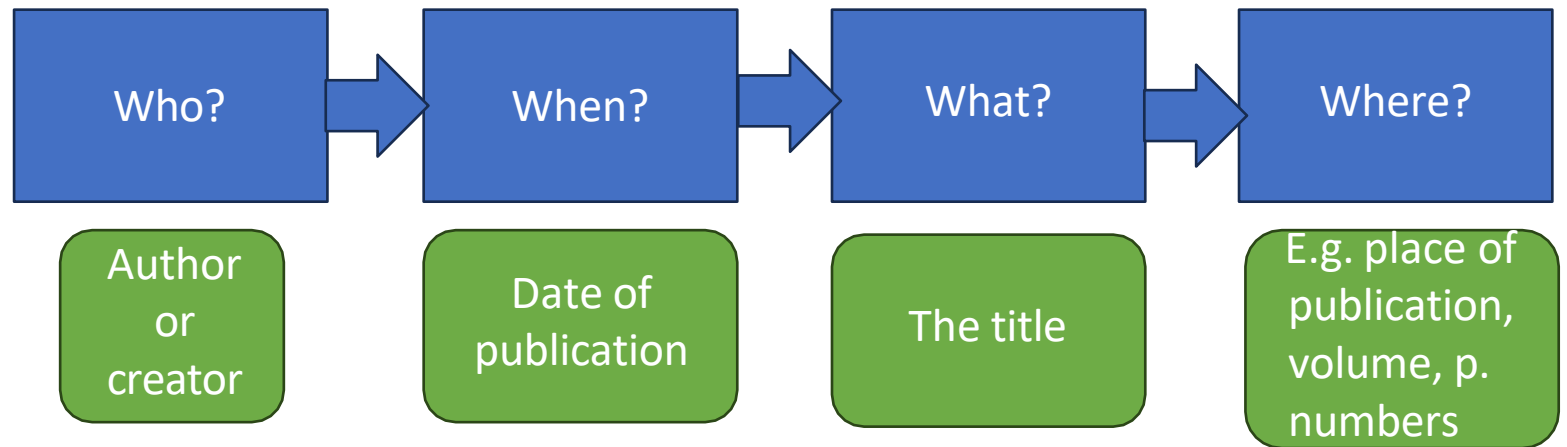 Who?
When?
What?
Where?
Author
or
creator
Date of
publication
The title
E.g. place of
publication,
volume, p.
numbers